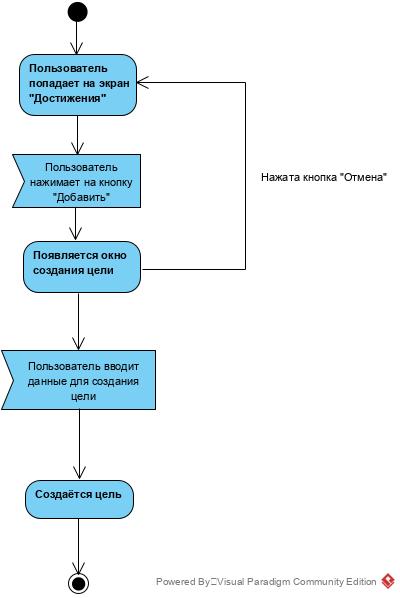 Пользователь
попадает на экран
"Достижения"
Пользователь
нажимает на кнопку
"Добавить"
Нажата кнопка "Отмена"
Появляется окно
создания цели
Пользователь вводит
данные для создания
цели
Создаётся цель
Powered By Visual Paradigm Community Edition